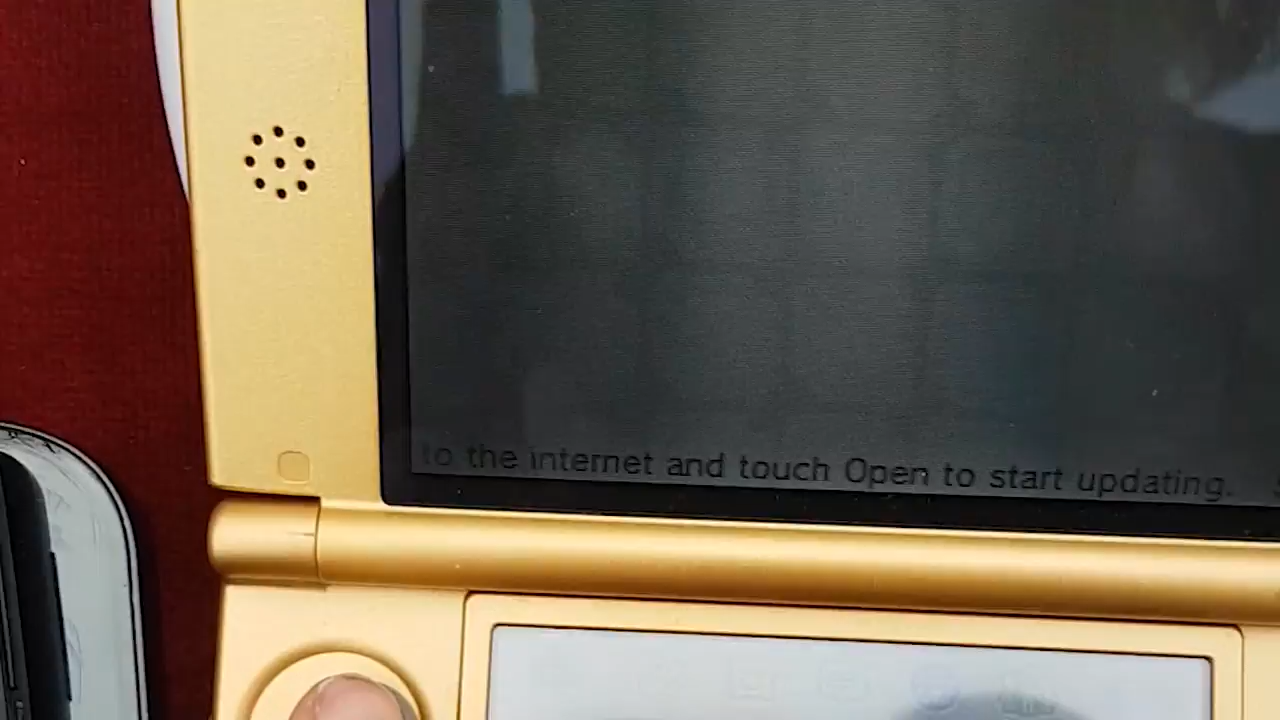 to the internet and touch Open to start updating.